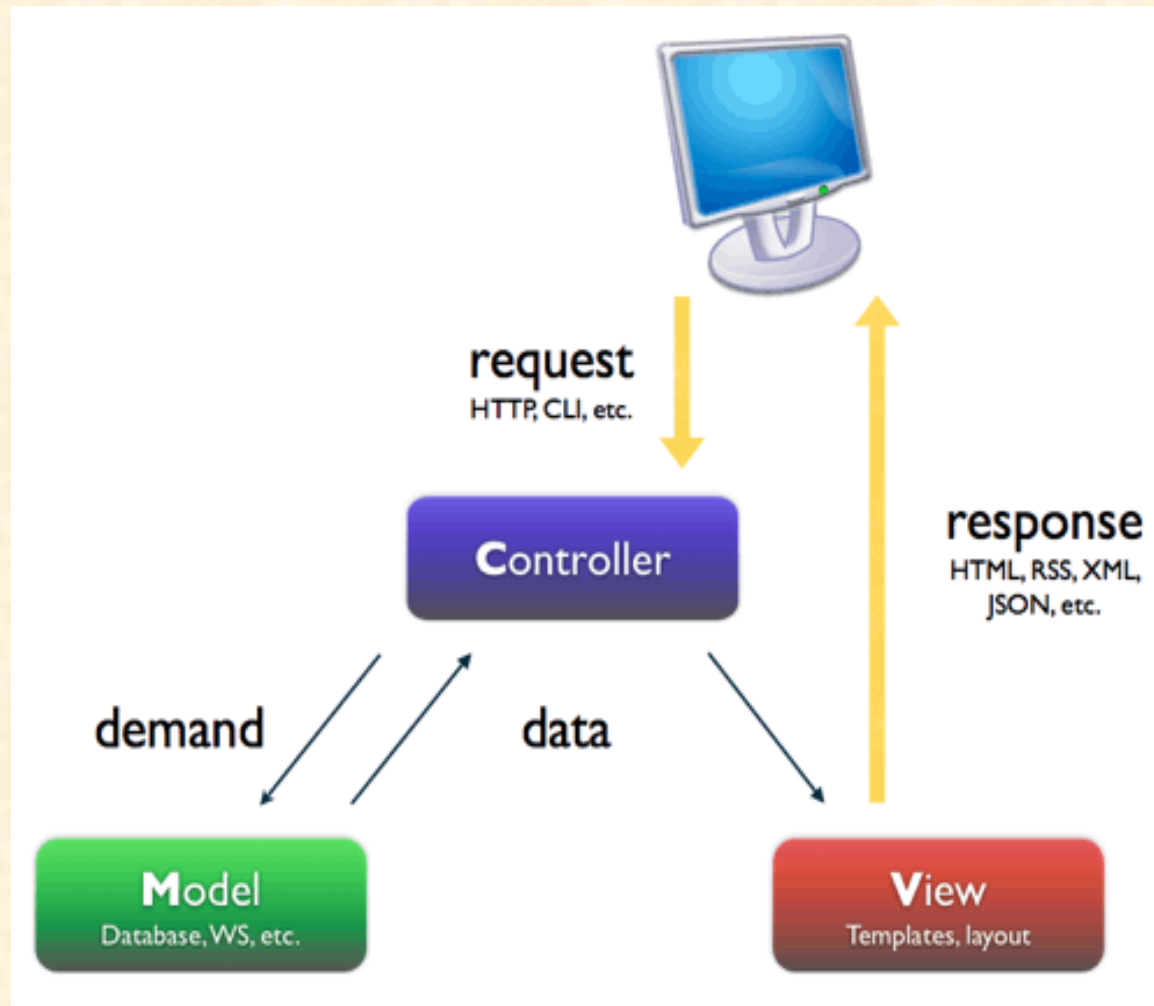 request
HTTP, CLI, etc.
Controller
response
HTML, RSS, XML,
JSON, etc.
demand
data
Model
Database, WS, etc.
View
Templates, layout